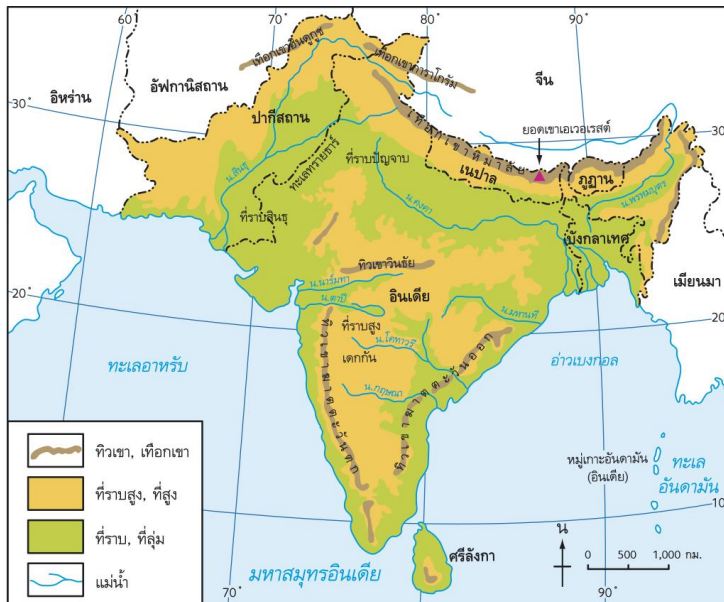 60
70
80
90
เทือกเขาฮินดูกูช
เทือกเขาคาราโกรัม
จีน
อัฟกานิสถาน
อิหร่าน
30
30
ปากีสถาน
ยอดเขาเอเวอเรสต์
เทือกเขาหิมาลัย
ทะเลทรายธาร์
ที่ราบปัญจาบ
เนปาล
ภูฏาน
น.สินธุ
น.คงคา
น.พรหมบุตร
ที่ราบสินธุ
บังกลาเทศ
ทิวเขาวินธัย
เมียนมา
น.นาร์มทา
20
อินเดีย
น.ตาปี
น.มหานที
20
ที่ราบสูง
เดกกัน
น.โคทาวรี
ทะเลอาหรับ
อ่าวเบงกอล
น.กฤษณา
ทิวเขาฆาตตะวันตก
ทิวเขาฆาตตะวันออก
ทิวเขา, เทือกเขา
ที่ราบสูง, ที่สูง
ที่ราบ, ที่ลุ่ม
แม่น้ำ
หมู่เกาะอันดามัน
(อินเดีย)
ทะเล
อันดามัน
10
10
มหาสมุทรอินเดีย
ศรีลังกา
น
0 500 1,000 กม.
70
80
90